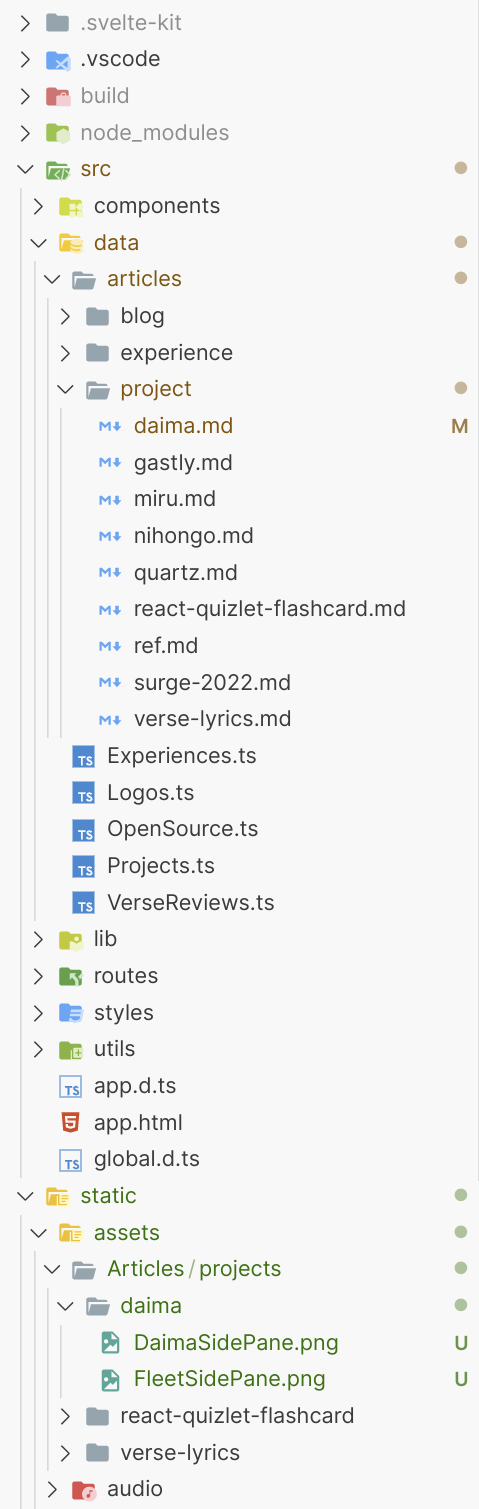 .svelte-kit
.vscode
build
node_modules
src
components
data
articles
blog
experience
project
daima.md M
gastly.md
miru.md
nihongo.md
quartz.md
react-quizlet-flashcard.md
ref.md
surge-2022.md
verse-lyrics.md
TS Experiences.ts
TS Logos.ts
TS OpenSource.ts
TS Projects.ts
TS VerseReviews.ts
lib
routes
styles
utils
TS app.d.ts
app.html
TS global.d.ts
static
assets
Articles/projects
daima
DaimaSidePane.png U
FleetSidePane.png U
react-quizlet-flashcard
verse-lyrics
audio